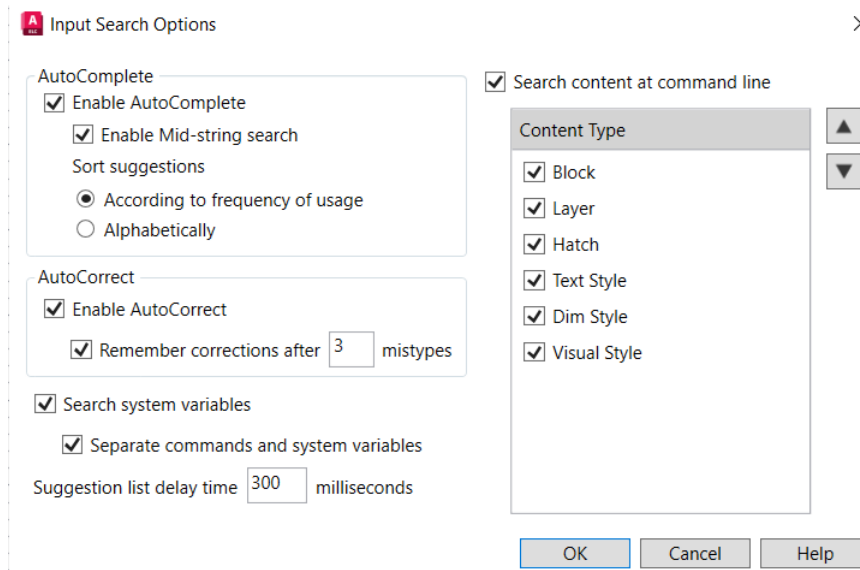 Input Search Options
AutoComplete
Enable AutoComplete
Enable Mid-string search
Sort suggestions
According to frequency of usage
Alphabetically
AutoCorrect
Enable AutoCorrect
Remember corrections after 3 mistypes
Search system variables
Separate commands and system variables
Suggestion list delay time 300 milliseconds
Search content at command line
Content Type
Block
Layer
Hatch
Text Style
Dim Style
Visual Style
OK Cancel Help